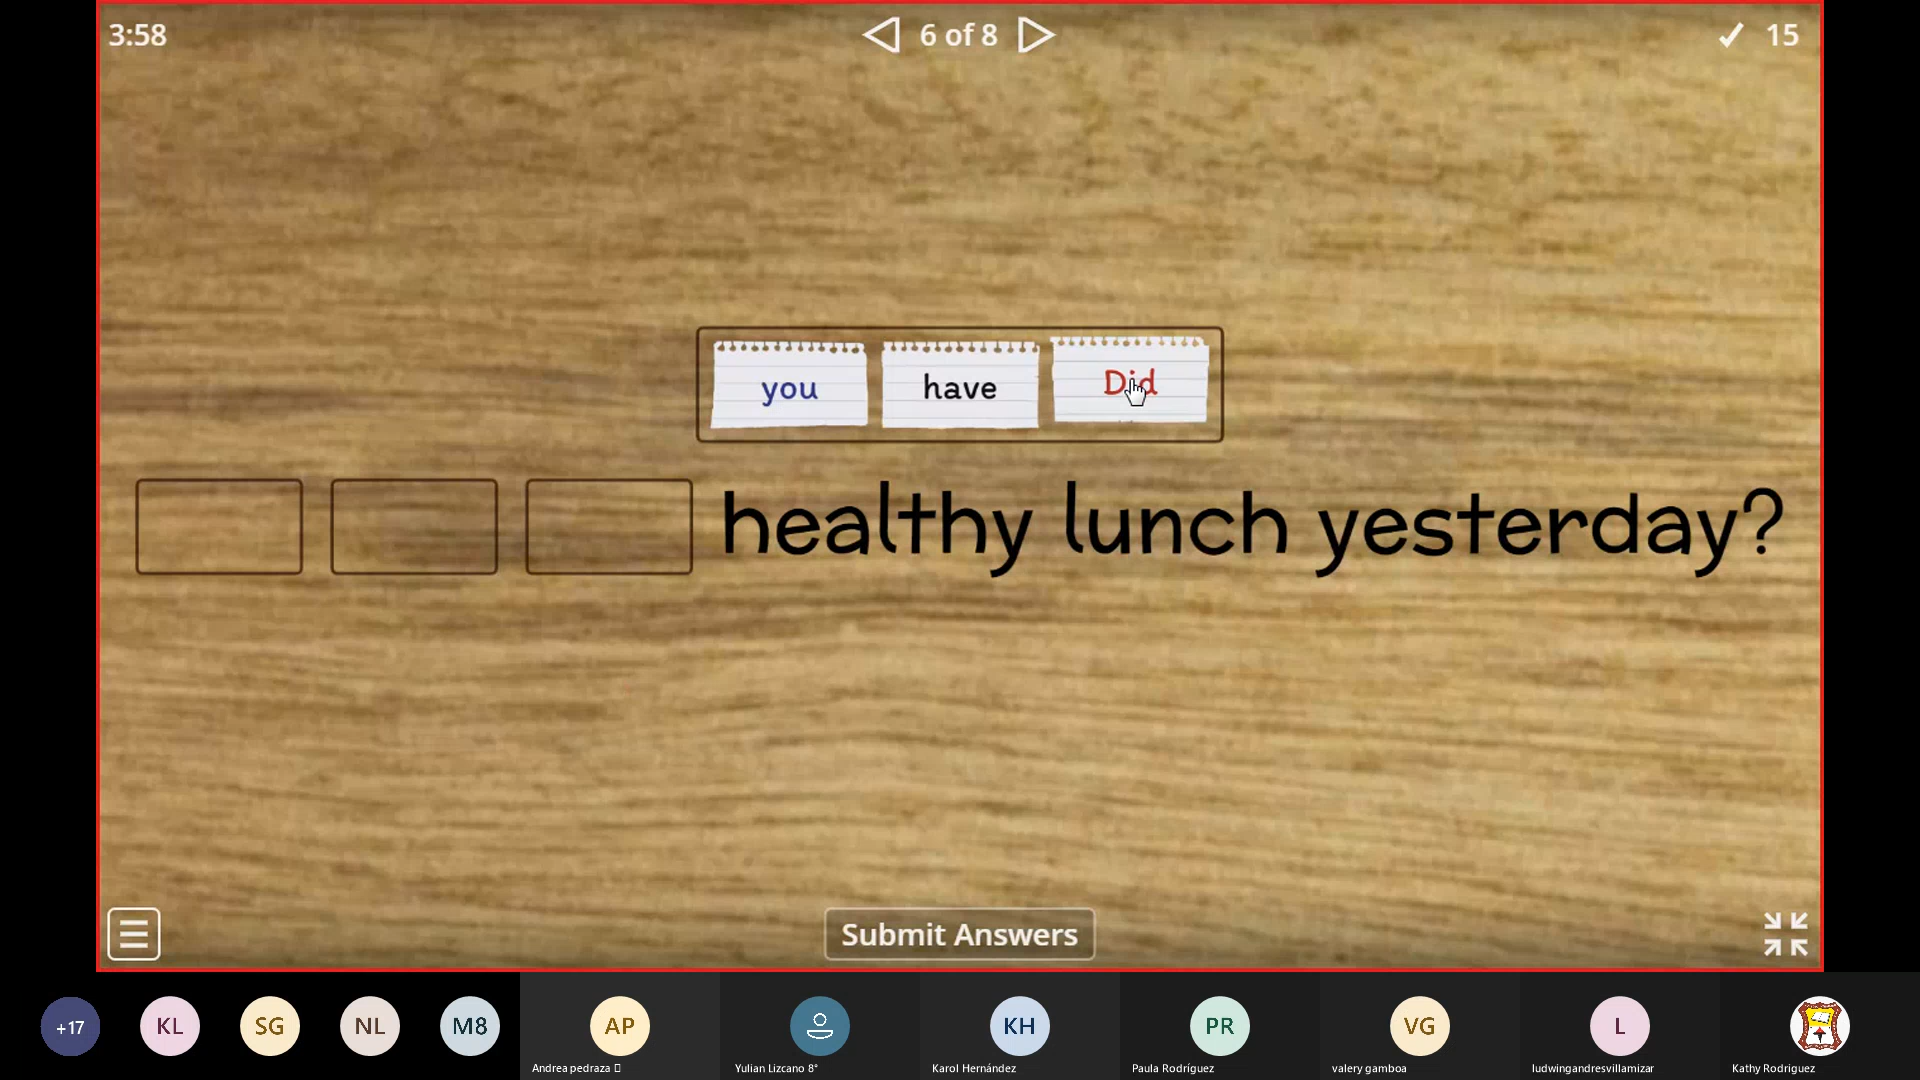 3:58
6 of 8
15
you have Did
healthy lunch yesterday?
Submit Answers
+17 KL SG NL M8 AP KH PR VG L
Andrea pedraza Yulian Lizcano 8° Karol Hernández Paula Rodríguez valery gamboa ludwingandresvillamizar Kathy Rodriguez